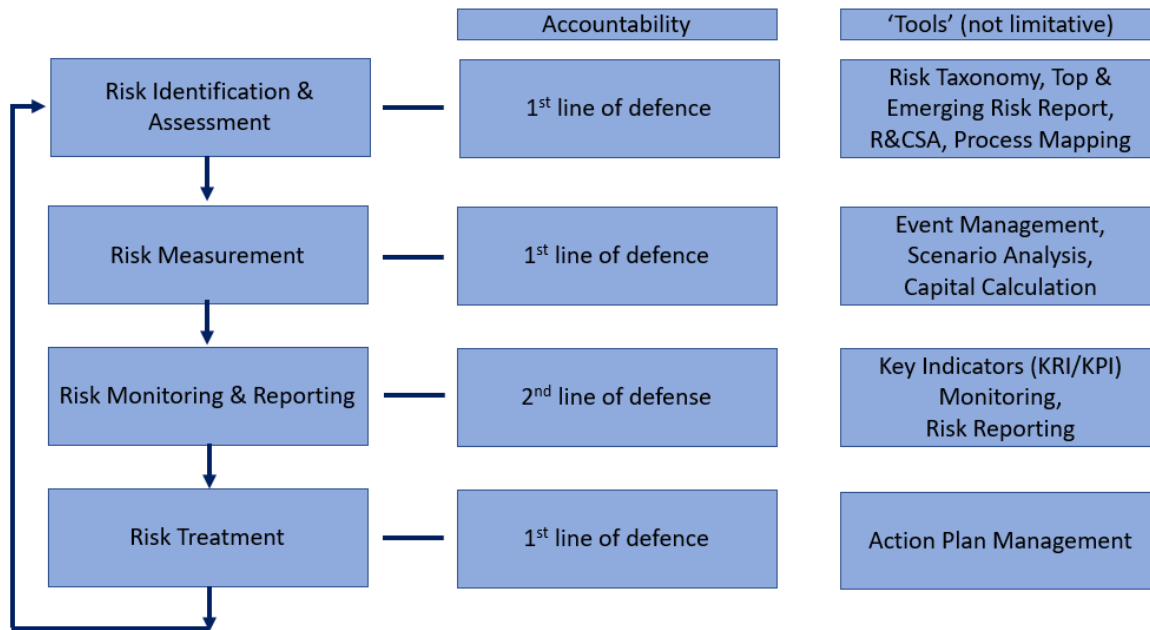 Accountability
‘Tools’ (not limitative)
Risk Identification &
Assessment
1st line of defence
Risk Taxonomy, Top &
Emerging Risk Report,
R&CSA, Process Mapping
Risk Measurement
1st line of defence
Event Management,
Scenario Analysis,
Capital Calculation
Risk Monitoring & Reporting
2nd line of defense
Key Indicators (KRI/KPI)
Monitoring,
Risk Reporting
Risk Treatment
1st line of defence
Action Plan Management